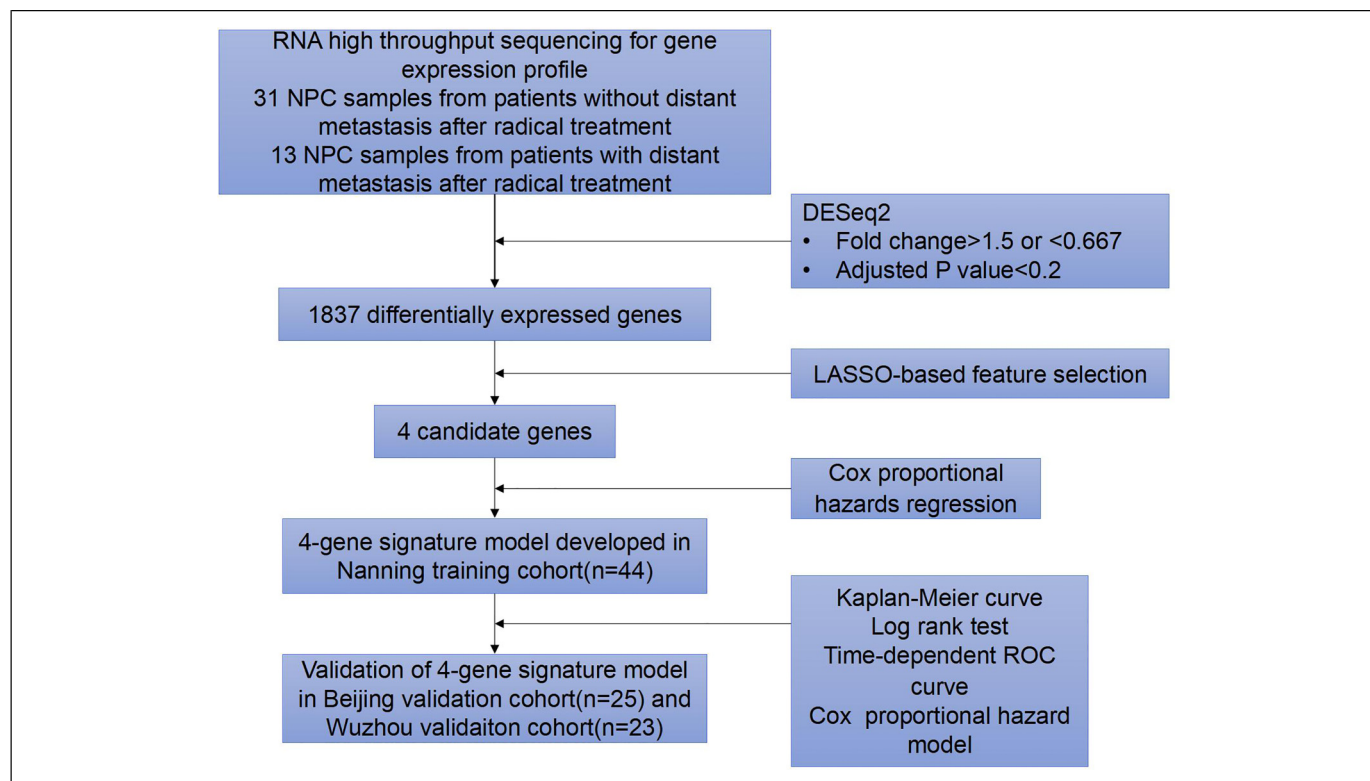 RNA high throughput sequencing for gene
expression profile
31 NPC samples from patients without distant
metastasis after radical treatment
13 NPC samples from patients with distant
metastasis after radical treatment
DESeq2
• Fold change>1.5 or <0.667
• Adjusted P value<0.2
1837 differentially expressed genes
LASSO-based feature selection
4 candidate genes
Cox proportional
hazards regression
4-gene signature model developed in
Nanning training cohort(n=44)
Kaplan-Meier curve
Log rank test
Time-dependent ROC
curve
Cox proportional hazard
model
Validation of 4-gene signature model
in Beijing validation cohort(n=25) and
Wuzhou validaiton cohort(n=23)